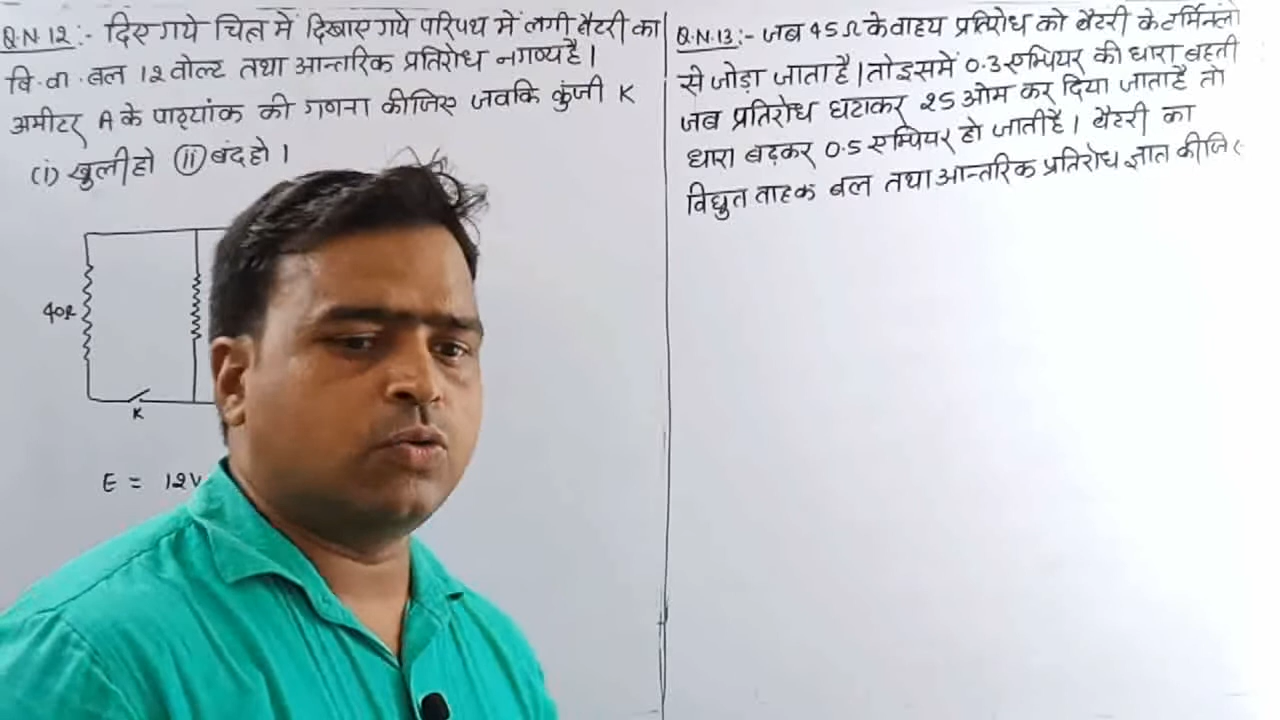 Q.N.12:- दिए गये चित्र में दिखाए गये परिपथ में लगी बैटरी का
वि. वा. बल 12 वोल्ट तथा आन्तरिक प्रतिरोध नगण्य है।
अमीटर A के पाठ्यांक की गणना कीजिए जबकि कुंजी K
(i) खुली हो (ii) बंद हो।
40Ω
K
E = 12V
Q.N.13:- जब 45Ω के वाह्य प्रतिरोध को बैटरी के टर्मिनलो
से जोड़ा जाता है। तो इसमें 0.3 एम्पियर की धारा बहती
जब प्रतिरोध घटाकर 25 ओम कर दिया जाता है तो
धारा बढ़कर 0.5 एम्पियर हो जाती है। बैटरी का
विद्युत वाहक बल तथा आन्तरिक प्रतिरोध ज्ञात कीजिए